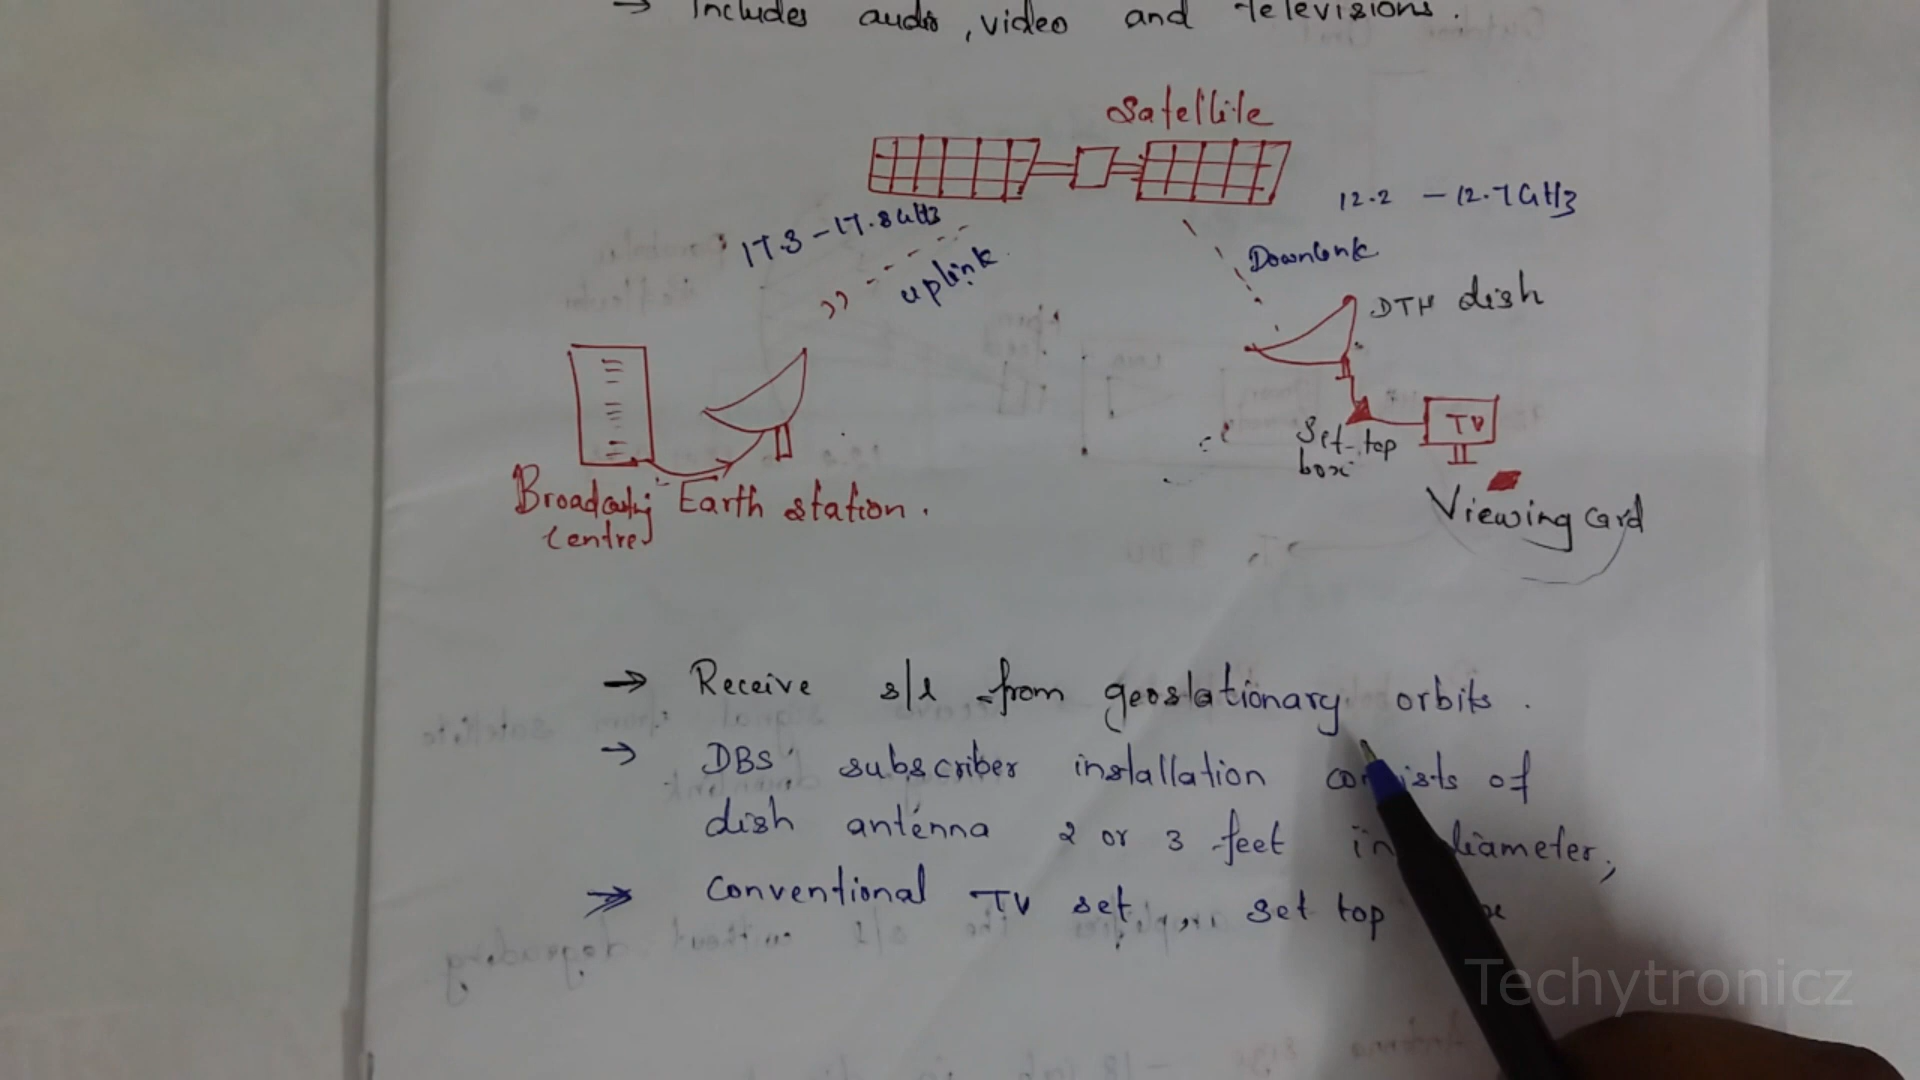 → Includes audio, video and Televisions.
Satellite
12.2 - 12.7 GHz
17.3 - 17.8 GHz
uplink
Downlink
DTH dish
TV
Set-top
box
Viewing card
Broadcasting Earth station.
Centre
→ Receive s/l from geostationary orbits.
→ DBS subscriber installation consists of
dish antenna 2 or 3 feet in diameter,
→ Conventional TV set, set top
Techytronicz